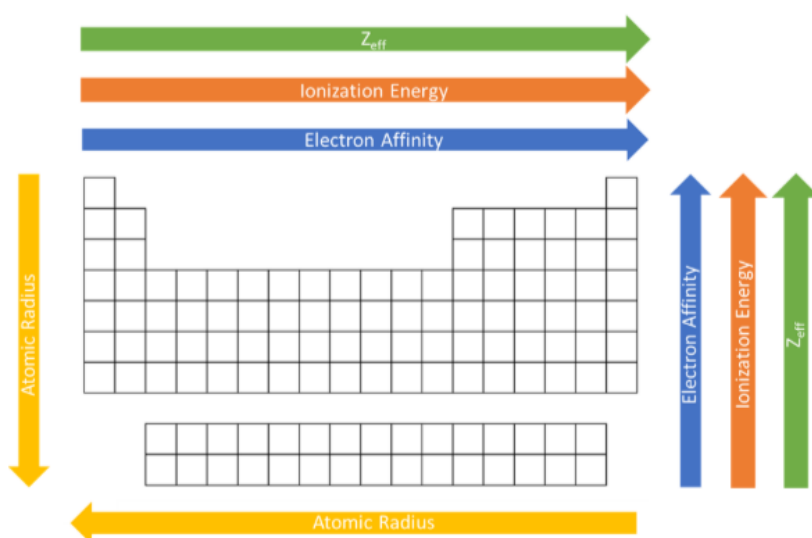 Zeff
Ionization Energy
Electron Affinity
Atomic Radius
Electron Affinity
Ionization Energy
Zeff
Atomic Radius